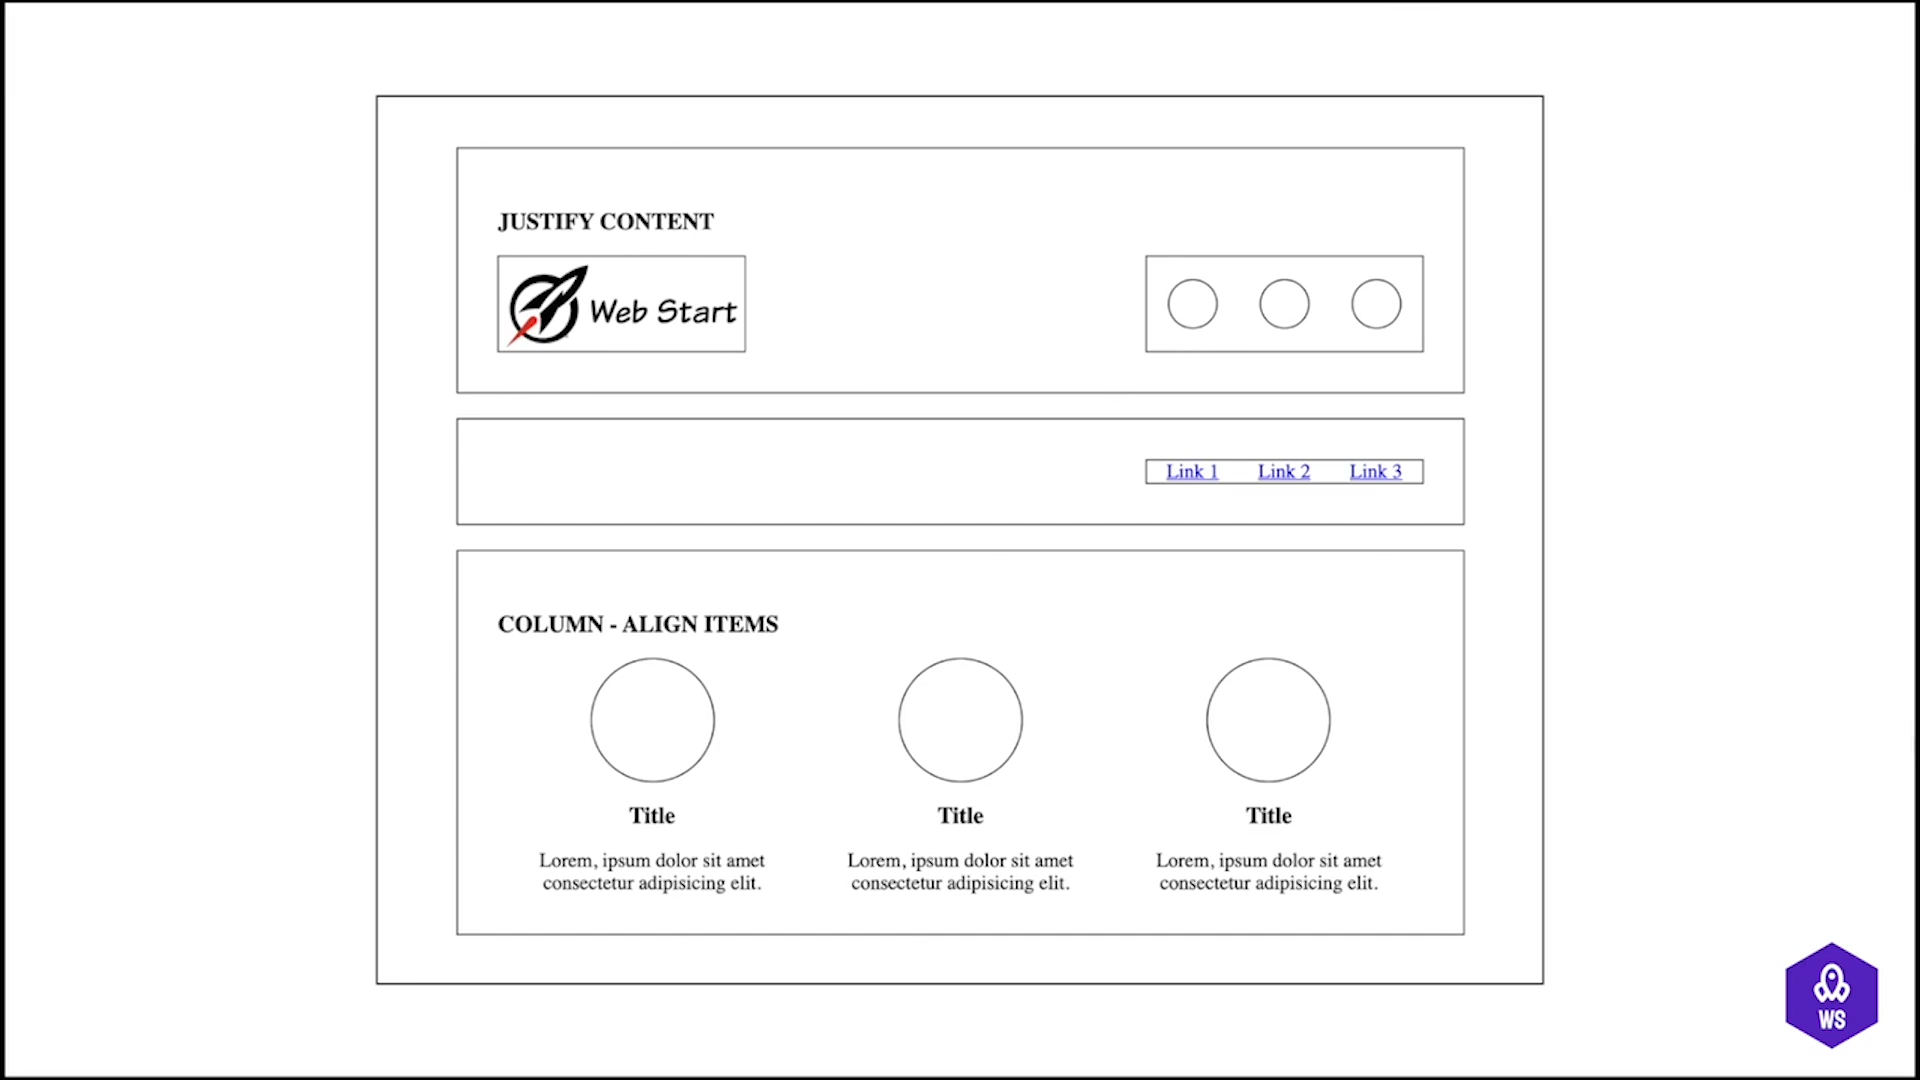 JUSTIFY CONTENT
Web Start
Link 1 Link 2 Link 3
COLUMN - ALIGN ITEMS
Title Title Title
Lorem, ipsum dolor sit amet Lorem, ipsum dolor sit amet Lorem, ipsum dolor sit amet
consectetur adipisicing elit. consectetur adipisicing elit. consectetur adipisicing elit.
WS